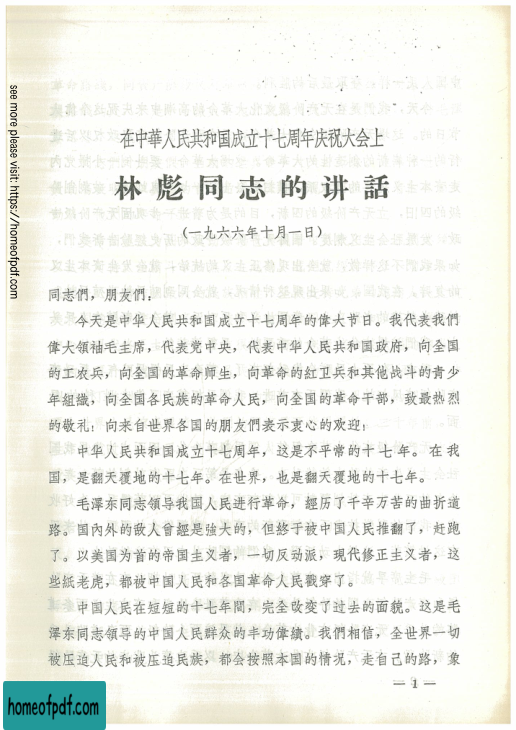 在中華人民共和国成立十七周年庆祝大会上
林彪同志的讲話
(一九六六年十月一日)
同志們，朋友們：
今天是中华人民共和国成立十七周年的偉大节日。我代表我們
偉大領袖毛主席，代表党中央，代表中华人民共和国政府，向全国
的工农兵，向全国的革命师生，向革命的紅卫兵和其他战斗的青少
年組織，向全国各民族的革命人民，向全国的革命干部，致最热烈
的敬礼！向来自世界各国的朋友們表示衷心的欢迎！
中华人民共和国成立十七周年，这是不平常的十七年。在我
国，是翻天覆地的十七年。在世界，也是翻天覆地的十七年。
毛泽东同志領导我国人民进行革命，經历了千辛万苦的曲折道
路。国内外的敌人曾經是強大的，但終于被中国人民推翻了，赶跑
了。以美国为首的帝国主义者，一切反动派，现代修正主义者，这
些紙老虎，都被中国人民和各国革命人民戳穿了。
中国人民在短短的十七年間，完全改变了过去的面貌。这是毛
泽东同志領导的中国人民群众的丰功偉績。我們相信，全世界一切
被压迫人民和被压迫民族，都会按照本国的情况，走自己的路，象
— 1 —
see more please visit: https://homeofpdf.com
homeofpdf.com